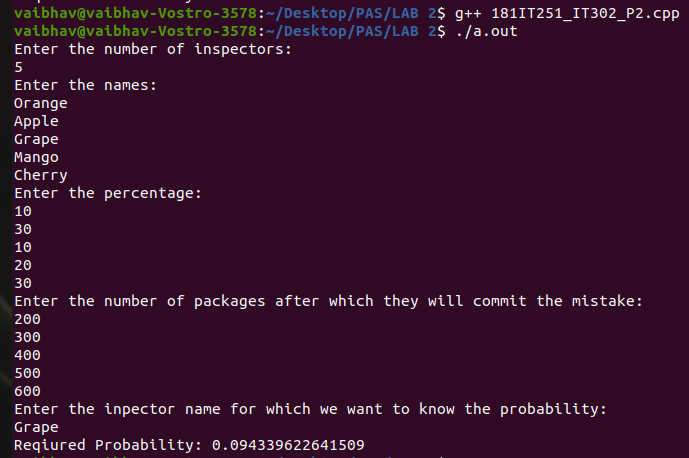 vaibhav@vaibhav-Vostro-3578:~/Desktop/PAS/LAB 2$ g++ 181IT251_IT302_P2.cpp
vaibhav@vaibhav-Vostro-3578:~/Desktop/PAS/LAB 2$ ./a.out
Enter the number of inspectors:
5
Enter the names:
Orange
Apple
Grape
Mango
Cherry
Enter the percentage:
10
30
10
20
30
Enter the number of packages after which they will commit the mistake:
200
300
400
500
600
Enter the inpector name for which we want to know the probability:
Grape
Reqiured Probability: 0.094339622641509